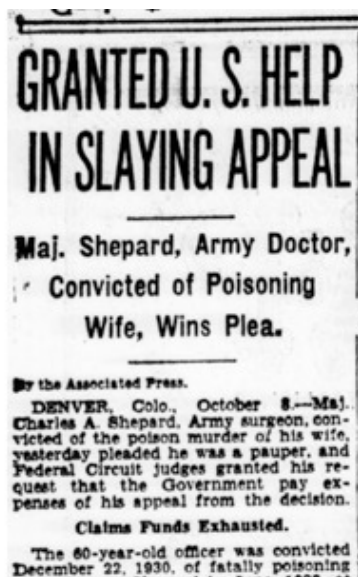 GRANTED U. S. HELP
IN SLAYING APPEAL
Maj. Shepard, Army Doctor,
Convicted of Poisoning
Wife, Wins Plea.
By the Associated Press.
DENVER, Colo., October 8.—Maj.
Charles A. Shepard, Army surgeon, con-
victed of the poison murder of his wife,
yesterday pleaded he was a pauper, and
Federal Circuit judges granted his re-
quest that the Government pay ex-
penses of his appeal from the decision.
Claims Funds Exhausted.
The 60-year-old officer was convicted
December 22, 1930, of fatally poisoning